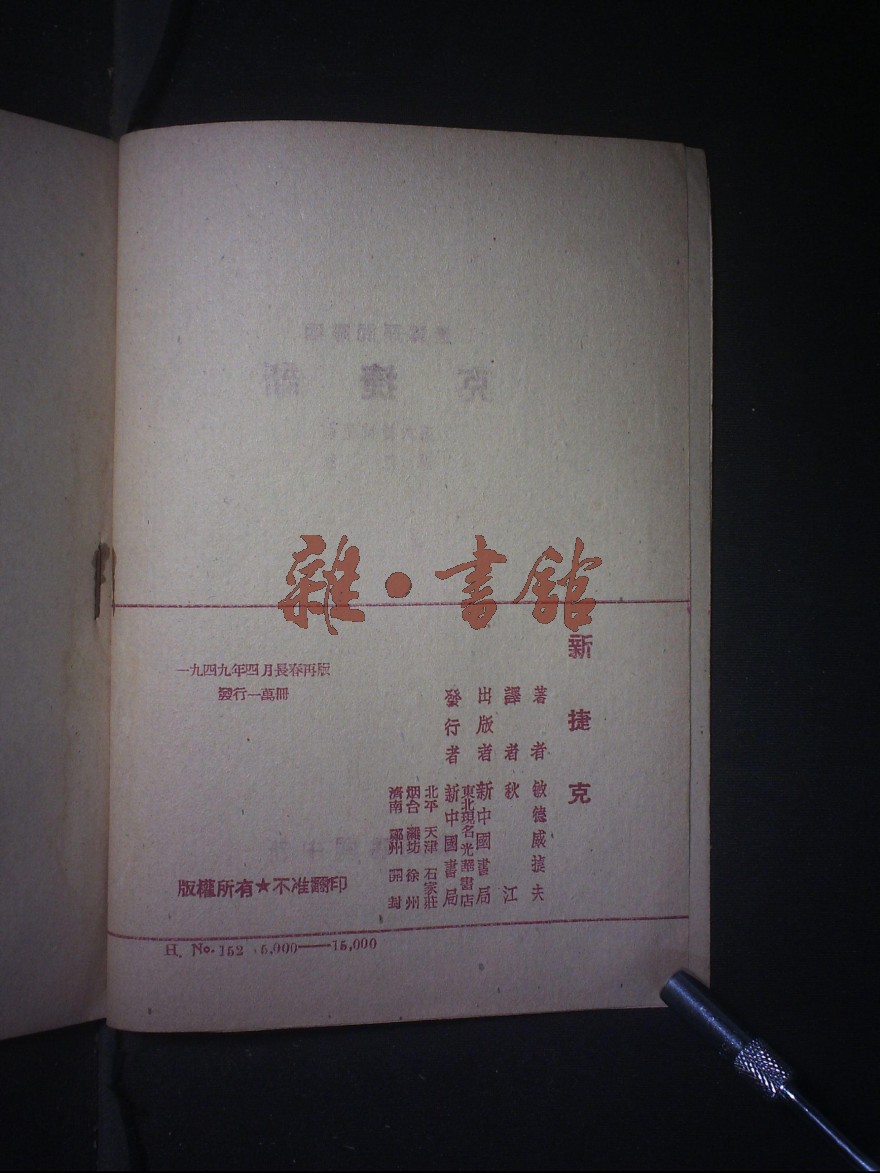 雜·書館
新捷克
著者 敏德威捷夫
譯者 秋江
出版者 新中國書局
東北現名光華書店
發行者 新中國書局
北平 天津 石家莊
烟台 濰坊 徐州
濟南 鄭州 開封
一九四九年四月長春再版
發行一萬冊
版權所有★不准翻印
H. No. 152 5,000——15,000